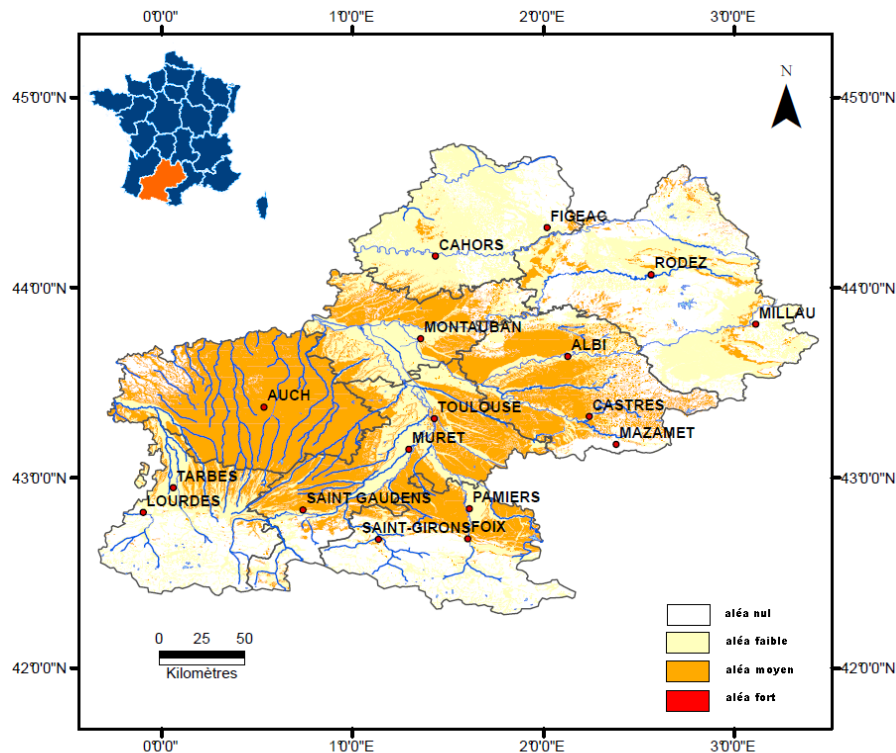 0°0'0" 1°0'0"E 2°0'0"E 3°0'0"E
45°0'0"N 45°0'0"N
N
FIGEAC
CAHORS
RODEZ
44°0'0"N 44°0'0"N
MILLAU
MONTAUBAN
ALBI
AUCH
CASTRES
TOULOUSE
MAZAMET
MURET
43°0'0"N 43°0'0"N
TARBES
LOURDES
SAINT GAUDENS
PAMIERS
SAINT-GIRONS
FOIX
aléa nul
aléa faible
aléa moyen
aléa fort
0 25 50
Kilomètres
42°0'0"N 42°0'0"N
0°0'0" 1°0'0"E 2°0'0"E 3°0'0"E